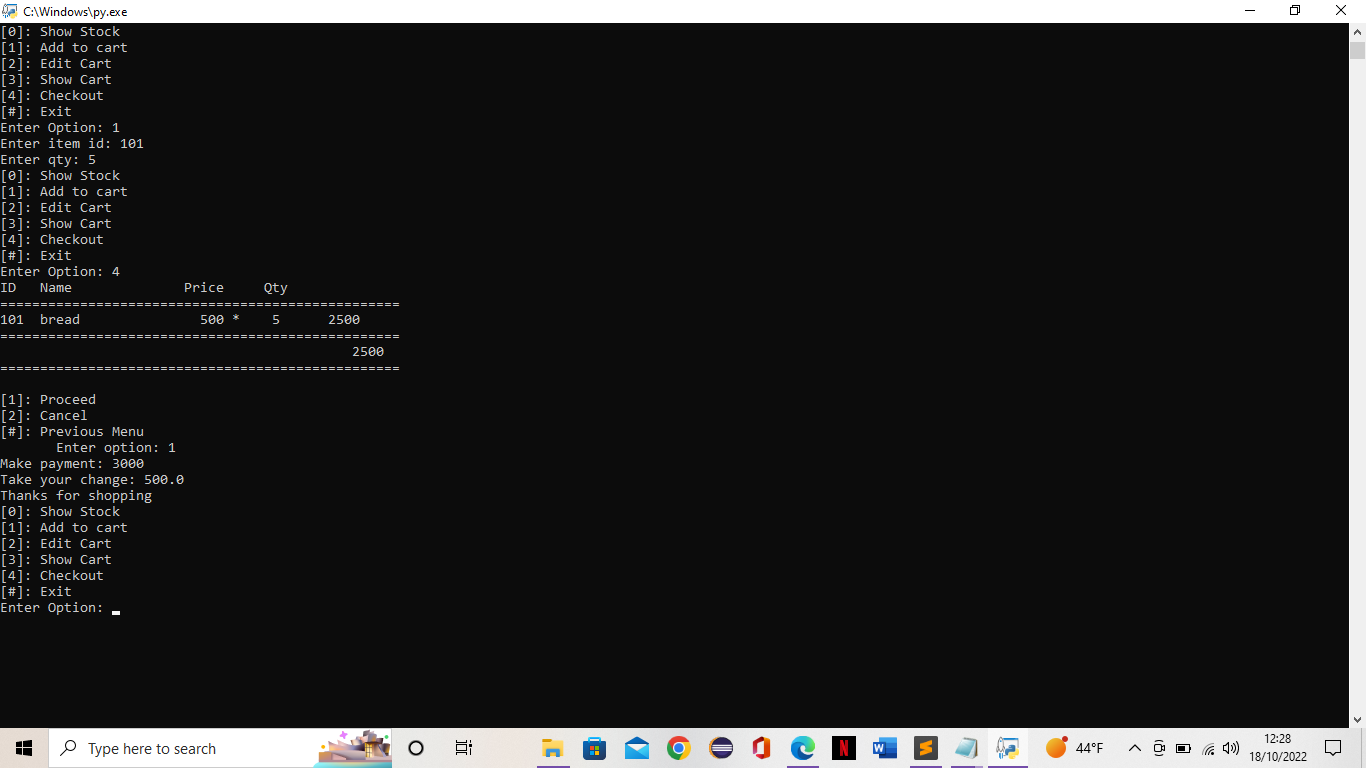 C:\Windows\py.exe
[0]: Show Stock
[1]: Add to cart
[2]: Edit Cart
[3]: Show Cart
[4]: Checkout
[#]: Exit
Enter Option: 1
Enter item id: 101
Enter qty: 5
[0]: Show Stock
[1]: Add to cart
[2]: Edit Cart
[3]: Show Cart
[4]: Checkout
[#]: Exit
Enter Option: 4
ID   Name              Price     Qty
==================================================
101  bread               500 *    5      2500
==================================================
                                            2500
==================================================

[1]: Proceed
[2]: Cancel
[#]: Previous Menu
       Enter option: 1
Make payment: 3000
Take your change: 500.0
Thanks for shopping
[0]: Show Stock
[1]: Add to cart
[2]: Edit Cart
[3]: Show Cart
[4]: Checkout
[#]: Exit
Enter Option:
Type here to search
44°F
12:28
18/10/2022